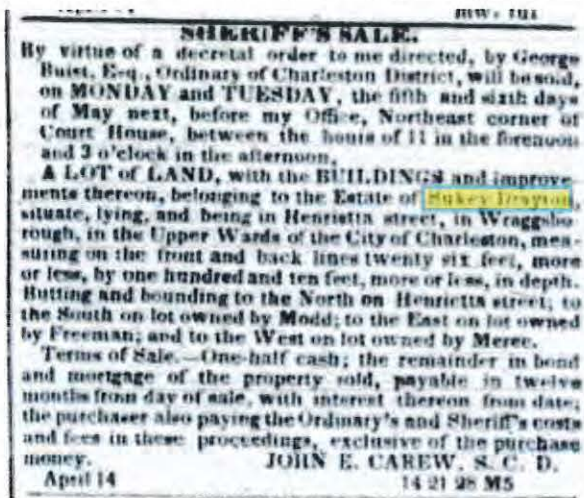 SHERIFF'S SALE.
By virtue of a decretal order to me directed, by George
Buist, Esq., Ordinary of Charleston District, will be sold,
on MONDAY and TUESDAY, the fifth and sixth days
of May next, before my Office, Northeast corner of
Court House, between the hours of 11 in the forenoon
and 3 o'clock in the afternoon,
A LOT of LAND, with the BUILDINGS and improve
ments thereon, belonging to the Estate of Sukey Drayton
situate, lying, and being in Henrietta street, in Wraggsbo
rough, in the Upper Wards of the City of Charleston, mea
suring on the front and back lines twenty six feet, more
or less, by one hundred and ten feet, more or less, in depth.
Butting and bounding to the North on Henrietta street; to
the South on lot owned by Modd; to the East on lot owned
by Freeman; and to the West on lot owned by Meree.
Terms of Sale.—One-half cash; the remainder in bond
and mortgage of the property sold, payable in twelve
months from day of sale, with interest thereon from date;
the purchaser also paying the Ordinary's and Sheriff's costs
and fees in these proceedings, exclusive of the purchase
money. JOHN E. CAREW, S. C. D.
April 14 14 21 28 M5